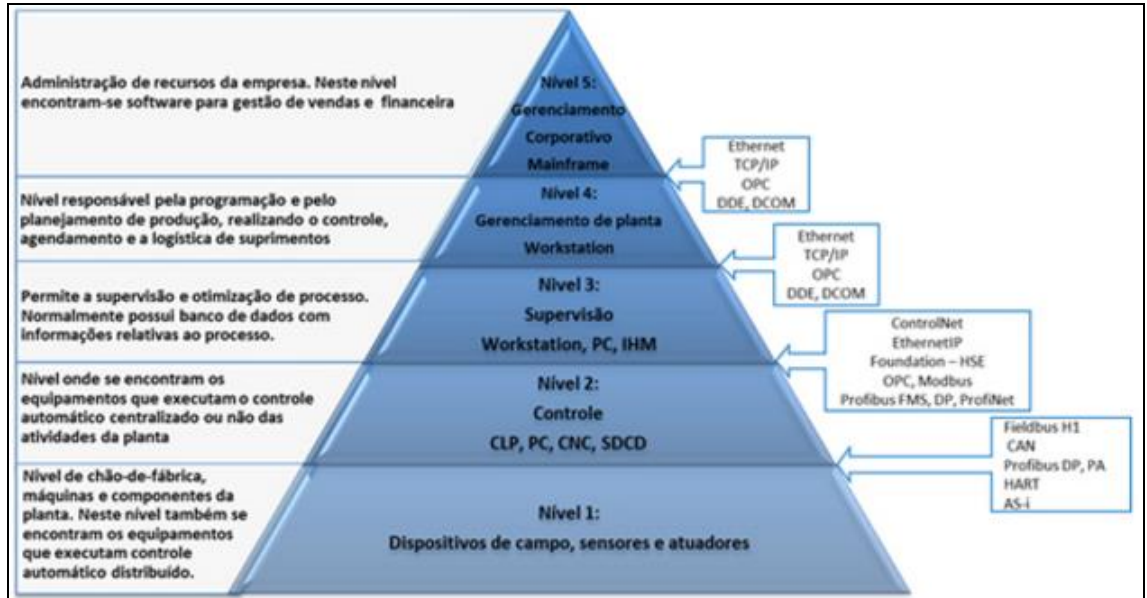 Administração de recursos da empresa. Neste nível
encontram-se software para gestão de vendas e financeira
Nível 5:
Gerenciamento
Corporativo
Mainframe
Ethernet
TCP/IP
OPC
DDE, DCOM
Nível responsável pela programação e pelo
planejamento de produção, realizando o controle,
agendamento e a logística de suprimentos
Nível 4:
Gerenciamento de planta
Workstation
Ethernet
TCP/IP
OPC
DDE, DCOM
Permite a supervisão e otimização de processo.
Normalmente possui banco de dados com
informações relativas ao processo.
Nível 3:
Supervisão
Workstation, PC, IHM
ControlNet
EthernetIP
Foundation – HSE
OPC, Modbus
Profibus FMS, DP, ProfiNet
Nível onde se encontram os
equipamentos que executam o controle
automático centralizado ou não das
atividades da planta
Nível 2:
Controle
CLP, PC, CNC, SDCD
Fieldbus H1
CAN
Profibus DP, PA
HART
AS-i
Nível de chão-de-fábrica,
máquinas e componentes da
planta. Neste nível também se
encontram os equipamentos
que executam controle
automático distribuído.
Nível 1:
Dispositivos de campo, sensores e atuadores